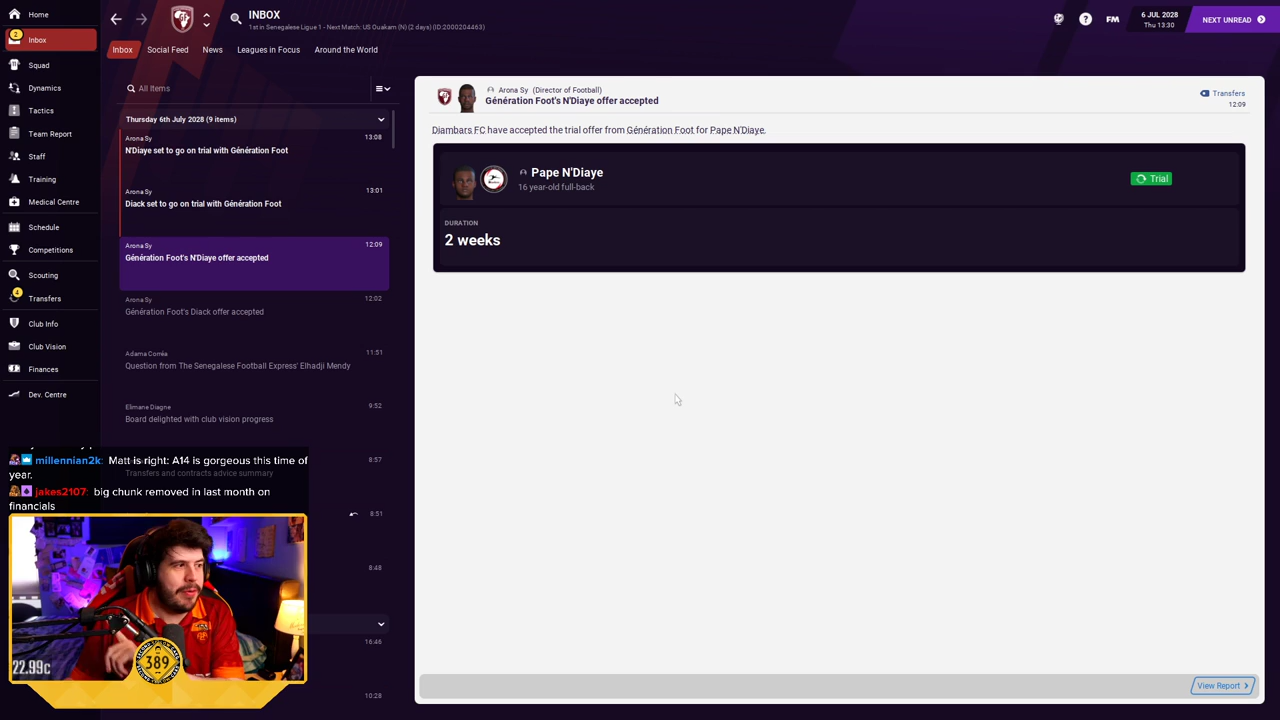 Home
2
Inbox
Squad
Dynamics
Tactics
Team Report
Staff
Training
Medical Centre
Schedule
Competitions
Scouting
4
Transfers
Club Info
Club Vision
Finances
Dev. Centre
INBOX
1st in Senegalese Ligue 1 - Next Match: US Ouakam (N) (2 days) (ID:2000204463)
?
FM
6 JUL 2028
Thu 13:30
NEXT UNREAD
Inbox
Social Feed
News
Leagues in Focus
Around the World
All Items
Thursday 6th July 2028 (9 items)
Arona Sy
13:08
N'Diaye set to go on trial with Génération Foot
Arona Sy
13:01
Diack set to go on trial with Génération Foot
Arona Sy
12:09
Génération Foot's N'Diaye offer accepted
Arona Sy
12:02
Génération Foot's Diack offer accepted
Adama Corréa
11:51
Question from The Senegalese Football Express' Elhadji Mendy
Elimane Diagne
9:52
Board delighted with club vision progress
8:57
Transfers and contracts advice summary
8:51
8:48
16:46
10:28
Arona Sy (Director of Football)
Génération Foot's N'Diaye offer accepted
Transfers
12:09
Diambars FC have accepted the trial offer from Génération Foot for Pape N'Diaye.
Pape N'Diaye
16 year-old full-back
Trial
DURATION
2 weeks
View Report
millennian2k: Matt is right: A14 is gorgeous this time of
year.
jakes2107: big chunk removed in last month on
financials
389
22.99c